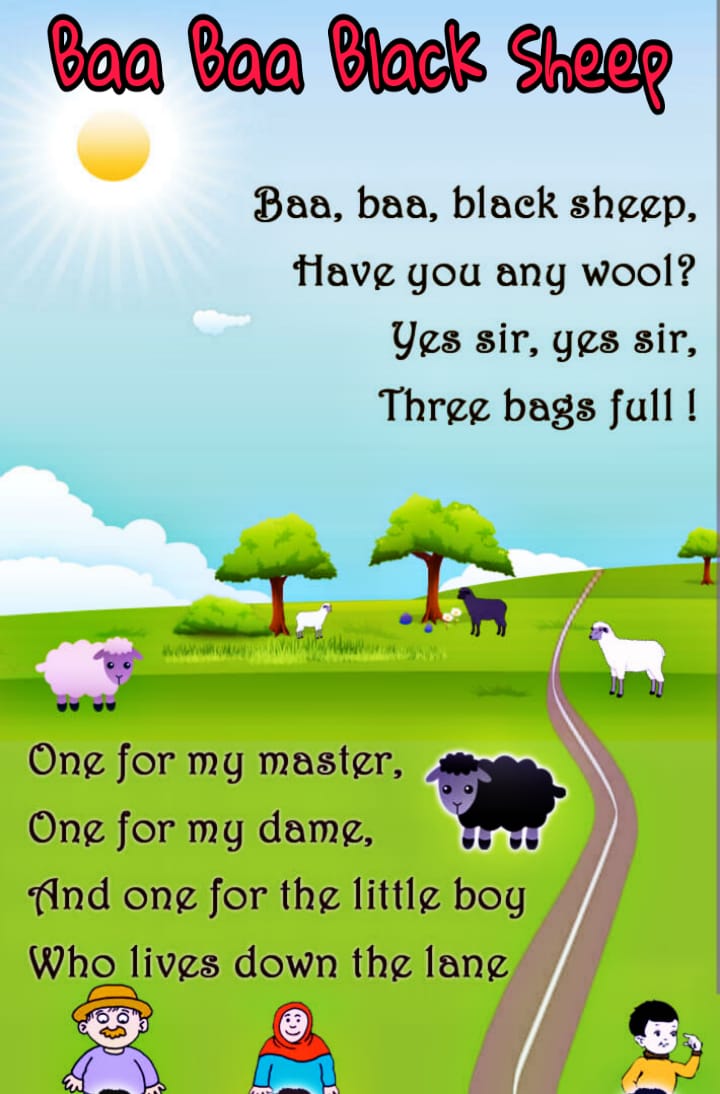 Baa Baa Black Sheep
Baa, baa, black sheep,
Have you any wool?
Yes sir, yes sir,
Three bags full !
One for my master,
One for my dame,
And one for the little boy
Who lives down the lane